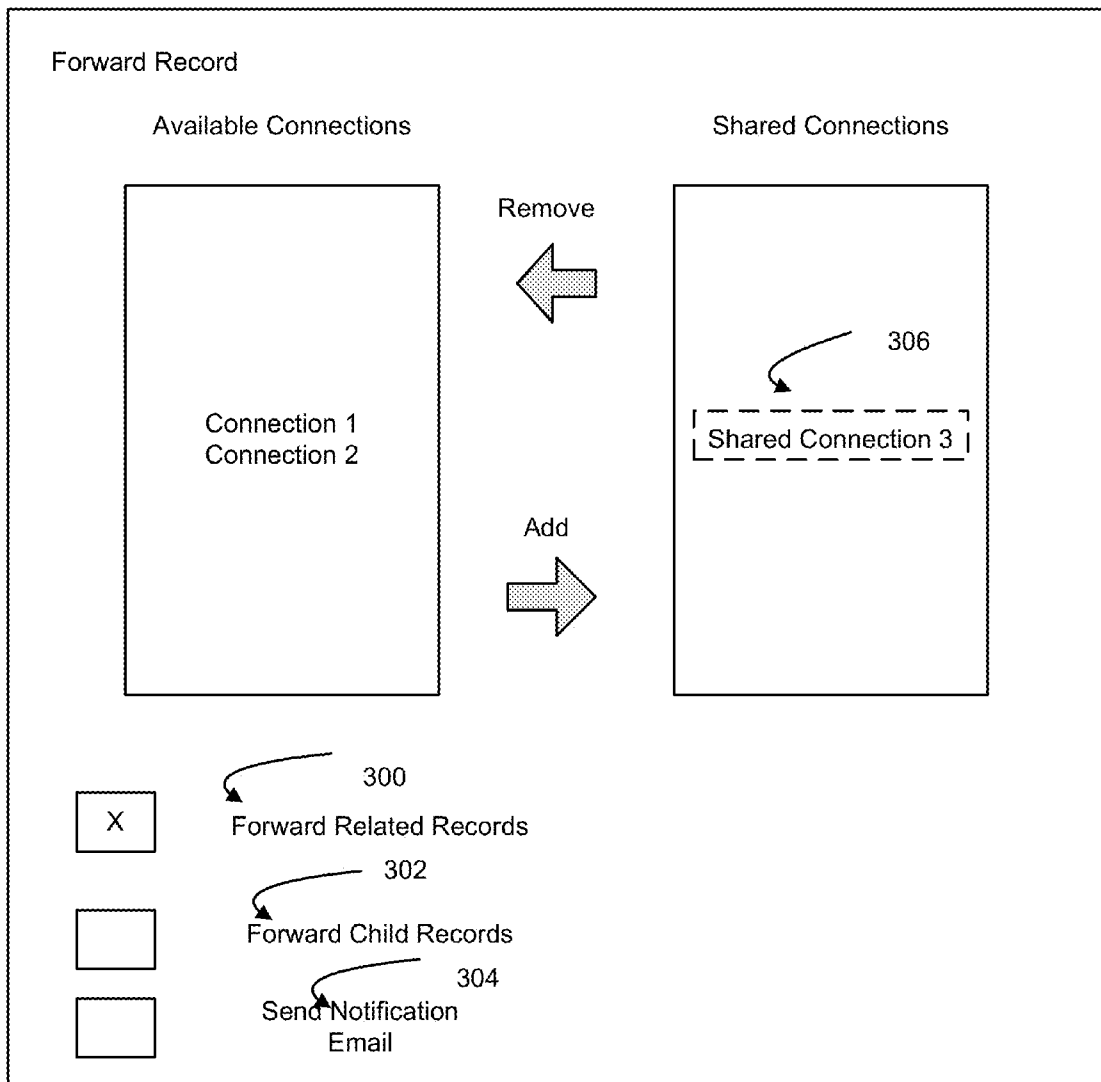 Forward Record
Available Connections
Shared Connections
Remove
306
Connection 1
Connection 2
Shared Connection 3
Add
300
X
Forward Related Records
302
Forward Child Records
304
Send Notification
Email